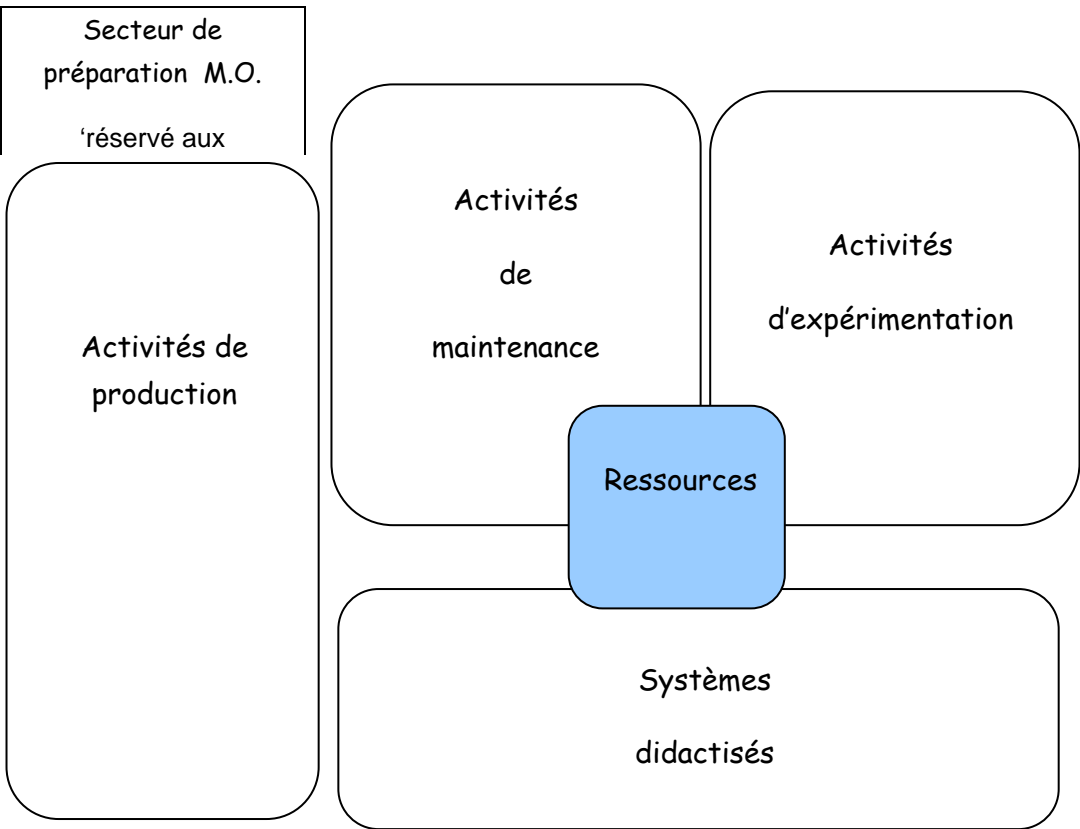 Secteur de
préparation M.O.
‘réservé aux
Activités de
production
Activités
de
maintenance
Activités
d’expérimentation
Ressources
Systèmes
didactisés